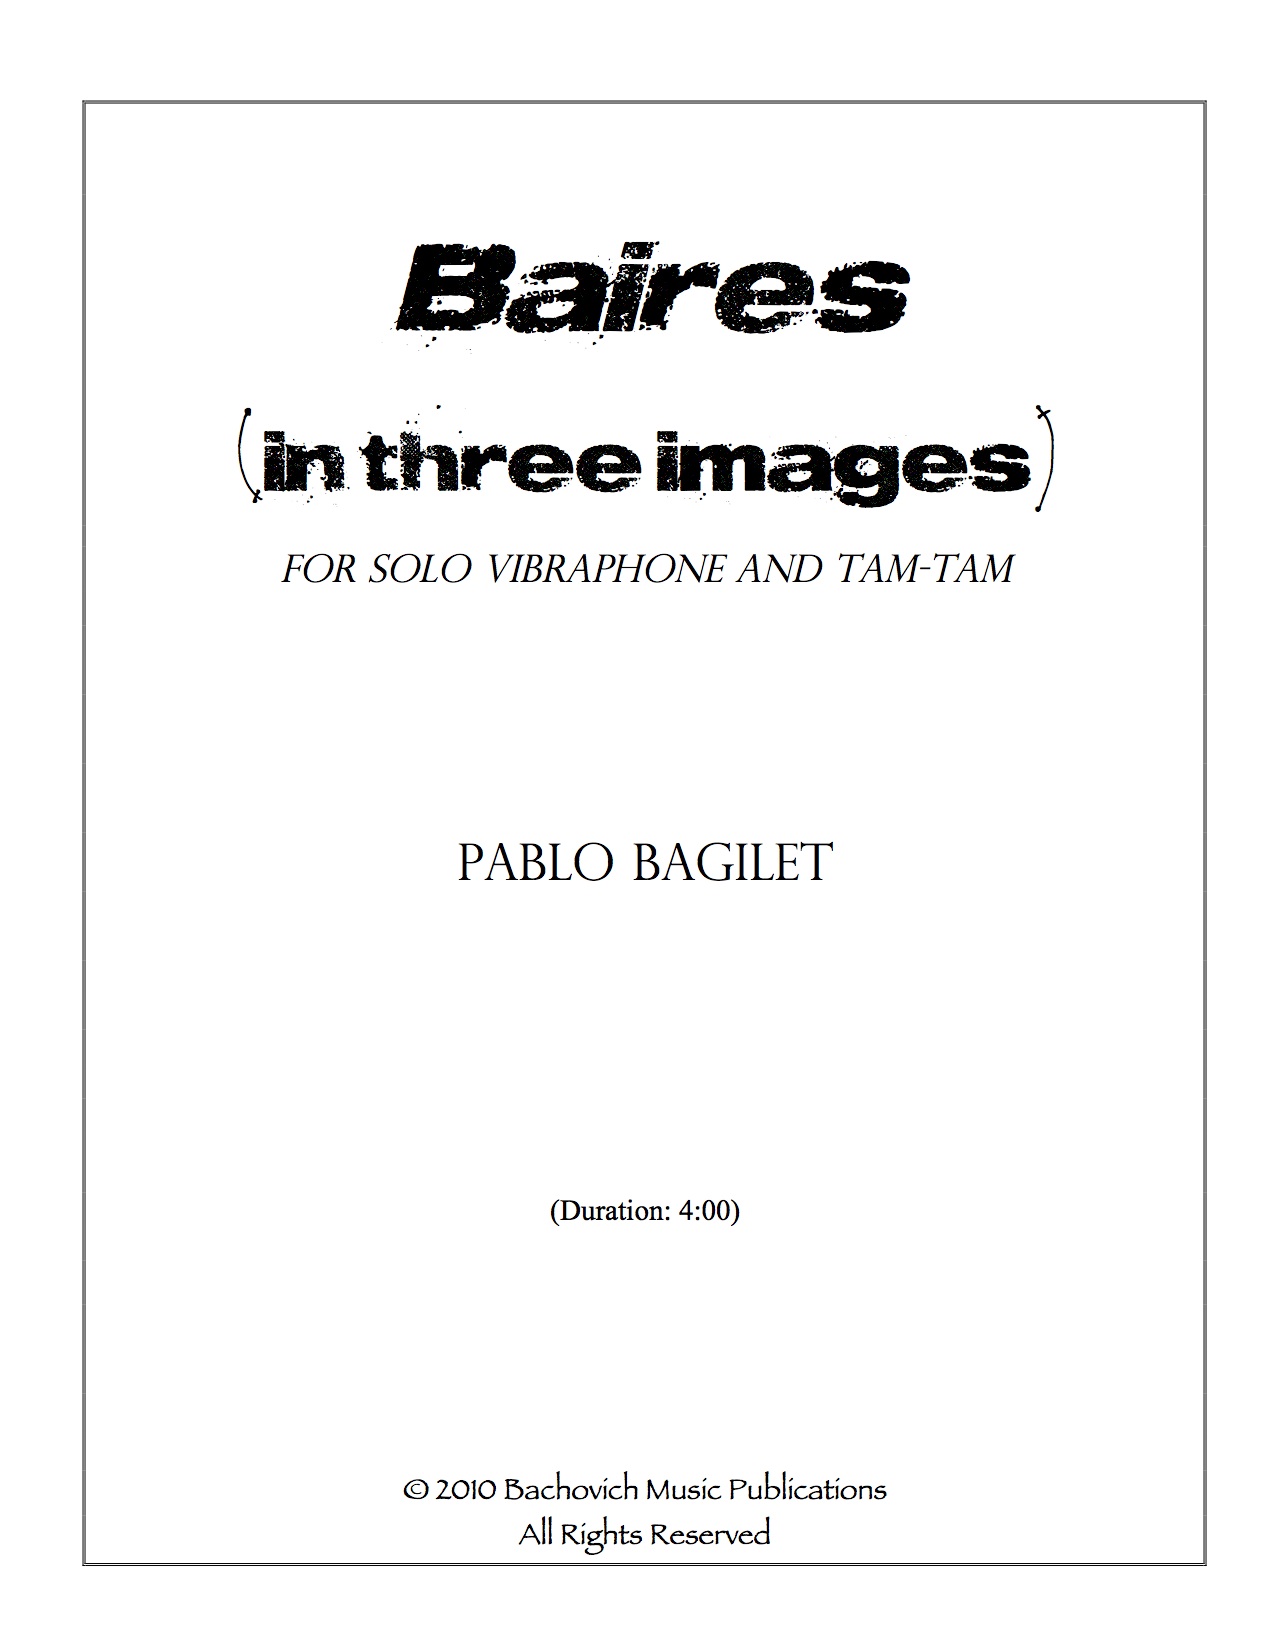 Baires
(in three images)
FOR SOLO VIBRAPHONE AND TAM-TAM
PABLO BAGILET
(Duration: 4:00)
© 2010 Bachovich Music Publications
All Rights Reserved